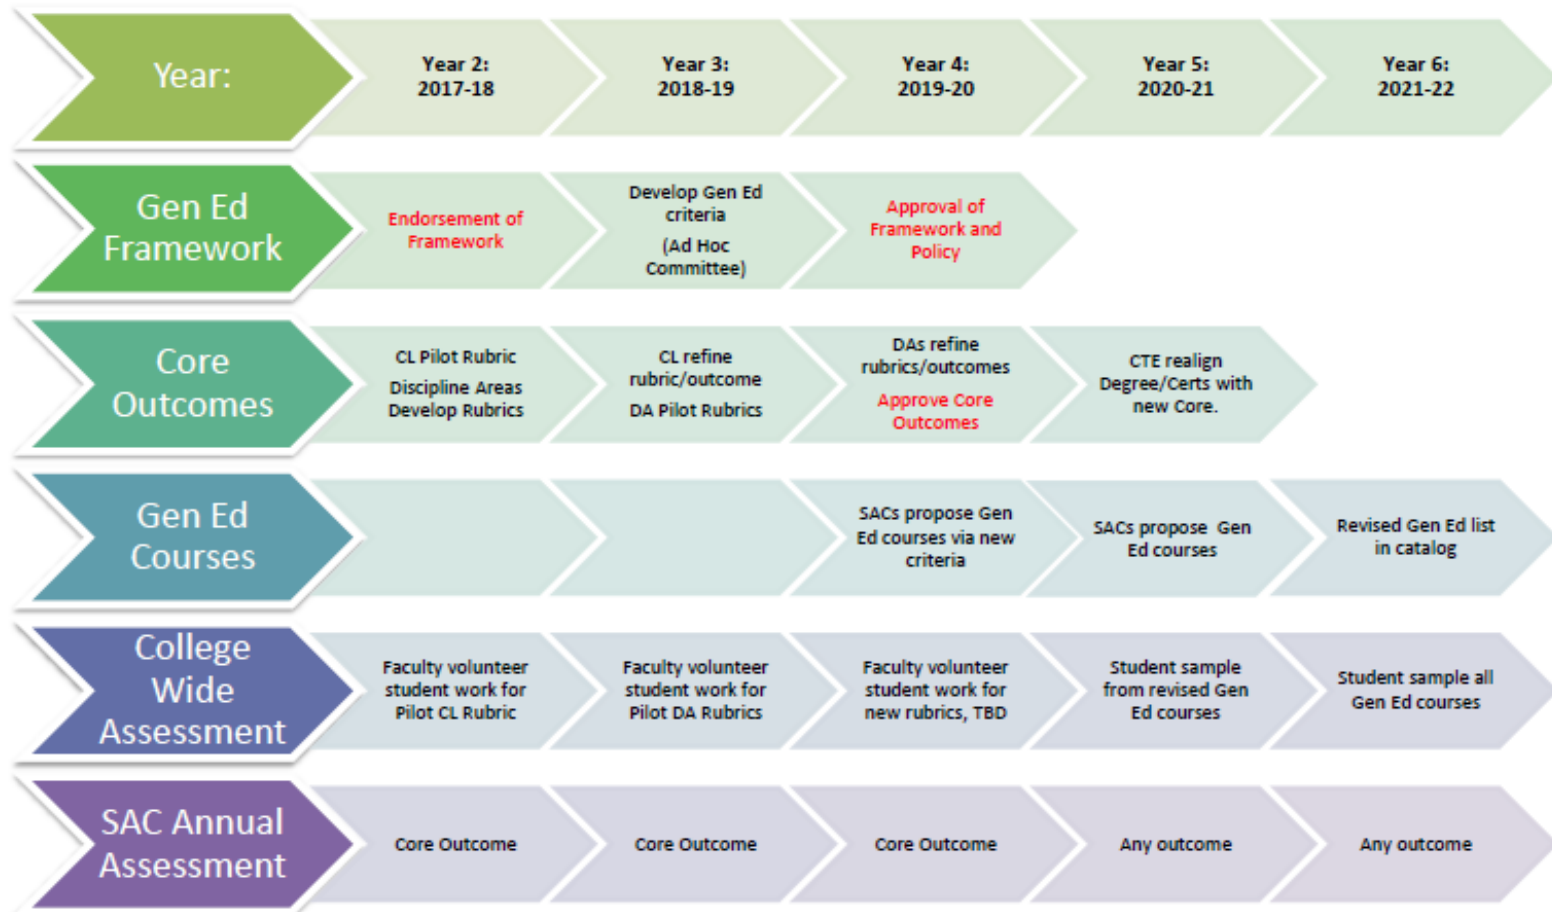 Year:
Year 2:
2017-18
Year 3:
2018-19
Year 4:
2019-20
Year 5:
2020-21
Year 6:
2021-22
Gen Ed
Framework
Endorsement of
Framework
Develop Gen Ed
criteria
(Ad Hoc
Committee)
Approval of
Framework and
Policy
Core
Outcomes
CL Pilot Rubric
Discipline Areas
Develop Rubrics
CL refine
rubric/outcome
DA Pilot Rubrics
DAs refine
rubrics/outcomes
Approve Core
Outcomes
CTE realign
Degree/Certs with
new Core.
Gen Ed
Courses
SACs propose Gen
Ed courses via new
criteria
SACs propose Gen
Ed courses
Revised Gen Ed list
in catalog
College
Wide
Assessment
Faculty volunteer
student work for
Pilot CL Rubric
Faculty volunteer
student work for
Pilot DA Rubrics
Faculty volunteer
student work for
new rubrics, TBD
Student sample
from revised Gen
Ed courses
Student sample all
Gen Ed courses
SAC Annual
Assessment
Core Outcome
Core Outcome
Core Outcome
Any outcome
Any outcome